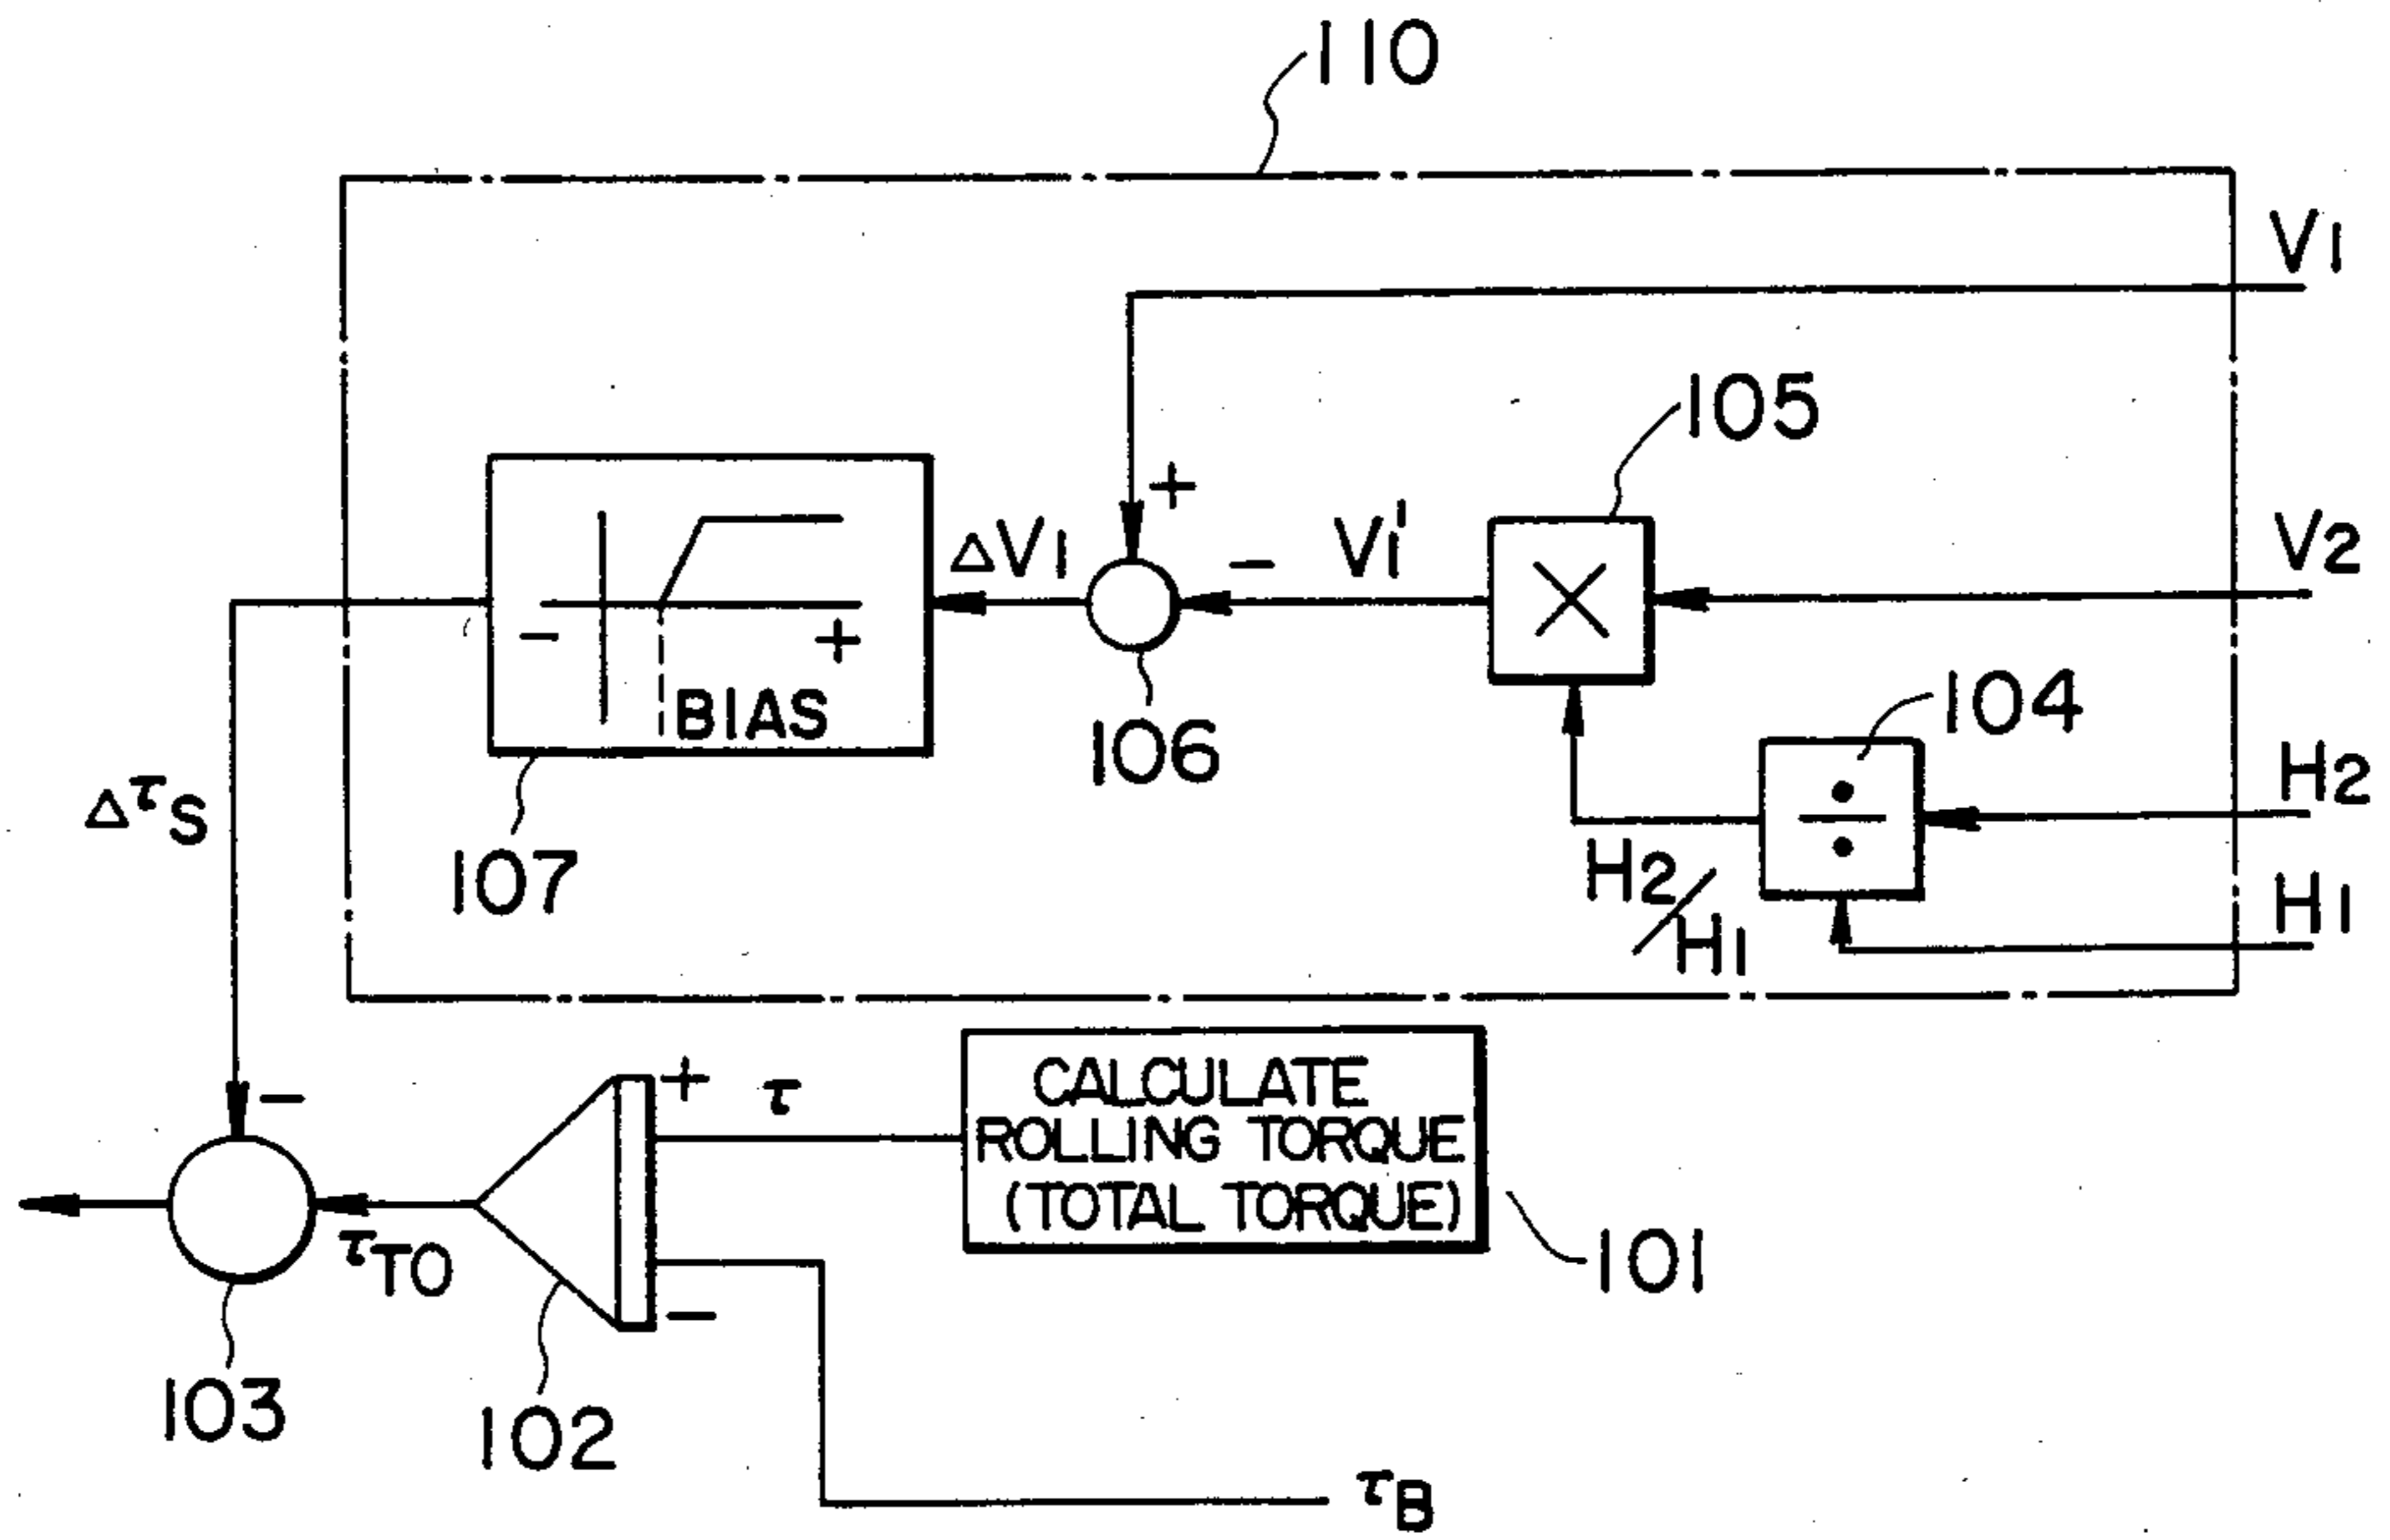 110
V1
105
+
ΔV1
−
V1'
V2
×
−
+
BIAS
106
104
H2
÷
ΔτS
107
H2/H1
H1
−
+
τ
CALCULATE
ROLLING TORQUE
(TOTAL TORQUE)
τTO
101
−
103
102
τB